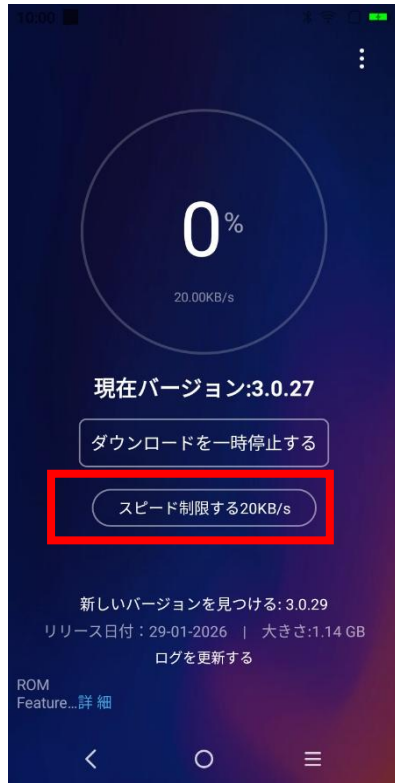 10:00
0%
20.00KB/s
現在バージョン:3.0.27
ダウンロードを一時停止する
スピード制限する20KB/s
新しいバージョンを見つける: 3.0.29
リリース日付：29-01-2026 | 大きさ:1.14 GB
ログを更新する
ROM
Feature...詳 細